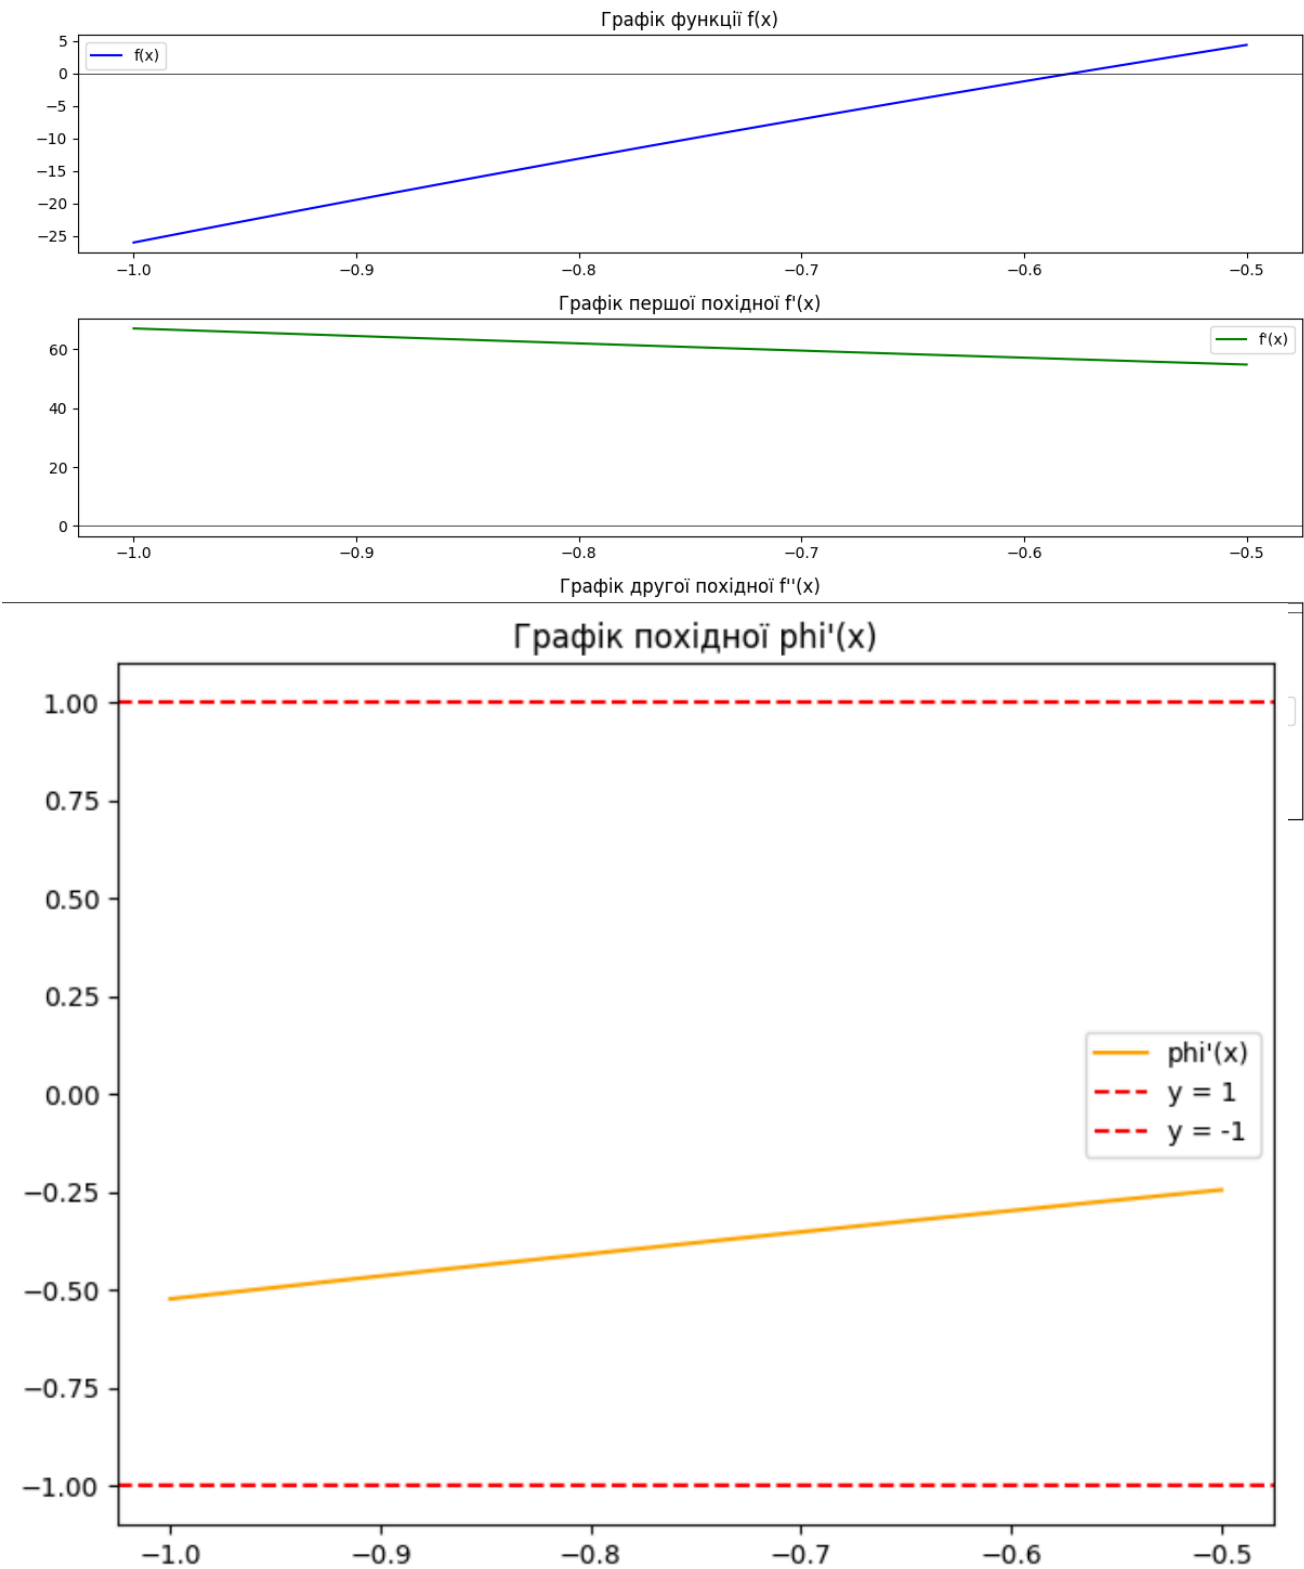 Графік функції f(x)
5
0
−5
−10
−15
−20
−25
f(x)
−1.0 −0.9 −0.8 −0.7 −0.6 −0.5
Графік першої похідної f'(x)
60
40
20
0
f'(x)
−1.0 −0.9 −0.8 −0.7 −0.6 −0.5
Графік другої похідної f''(x)
Графік похідної phi'(x)
1.00
0.75
0.50
0.25
0.00
−0.25
−0.50
−0.75
−1.00
phi'(x)
y = 1
y = -1
−1.0 −0.9 −0.8 −0.7 −0.6 −0.5